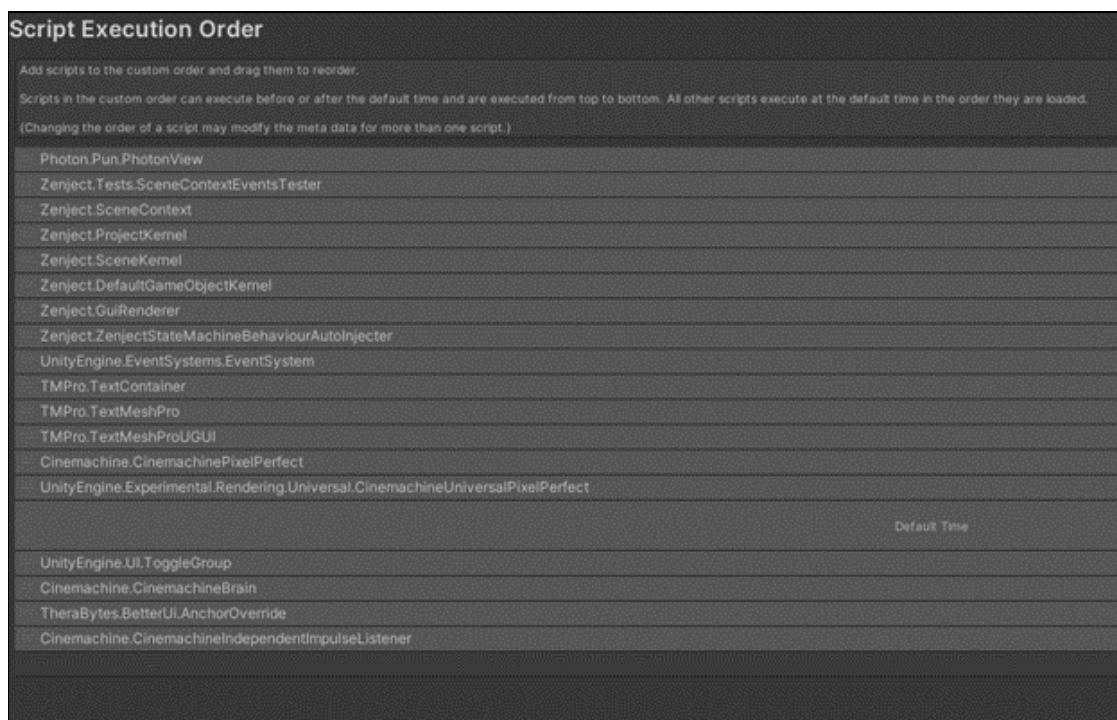 Script Execution Order
Add scripts to the custom order and drag them to reorder.
Scripts in the custom order can execute before or after the default time and are executed from top to bottom. All other scripts execute at the default time in the order they are loaded.
(Changing the order of a script may modify the meta data for more than one script.)
Photon.Pun.PhotonView
Zenject.Tests.SceneContextEventsTester
Zenject.SceneContext
Zenject.ProjectKernel
Zenject.SceneKernel
Zenject.DefaultGameObjectKernel
Zenject.GuiRenderer
Zenject.ZenjectStateMachineBehaviourAutoInjecter
UnityEngine.EventSystems.EventSystem
TMPro.TextContainer
TMPro.TextMeshPro
TMPro.TextMeshProUGUI
Cinemachine.CinemachinePixelPerfect
UnityEngine.Experimental.Rendering.Universal.CinemachineUniversalPixelPerfect
Default Time
UnityEngine.UI.ToggleGroup
Cinemachine.CinemachineBrain
TheraBytes.BetterUi.AnchorOverride
Cinemachine.CinemachineIndependentImpulseListener